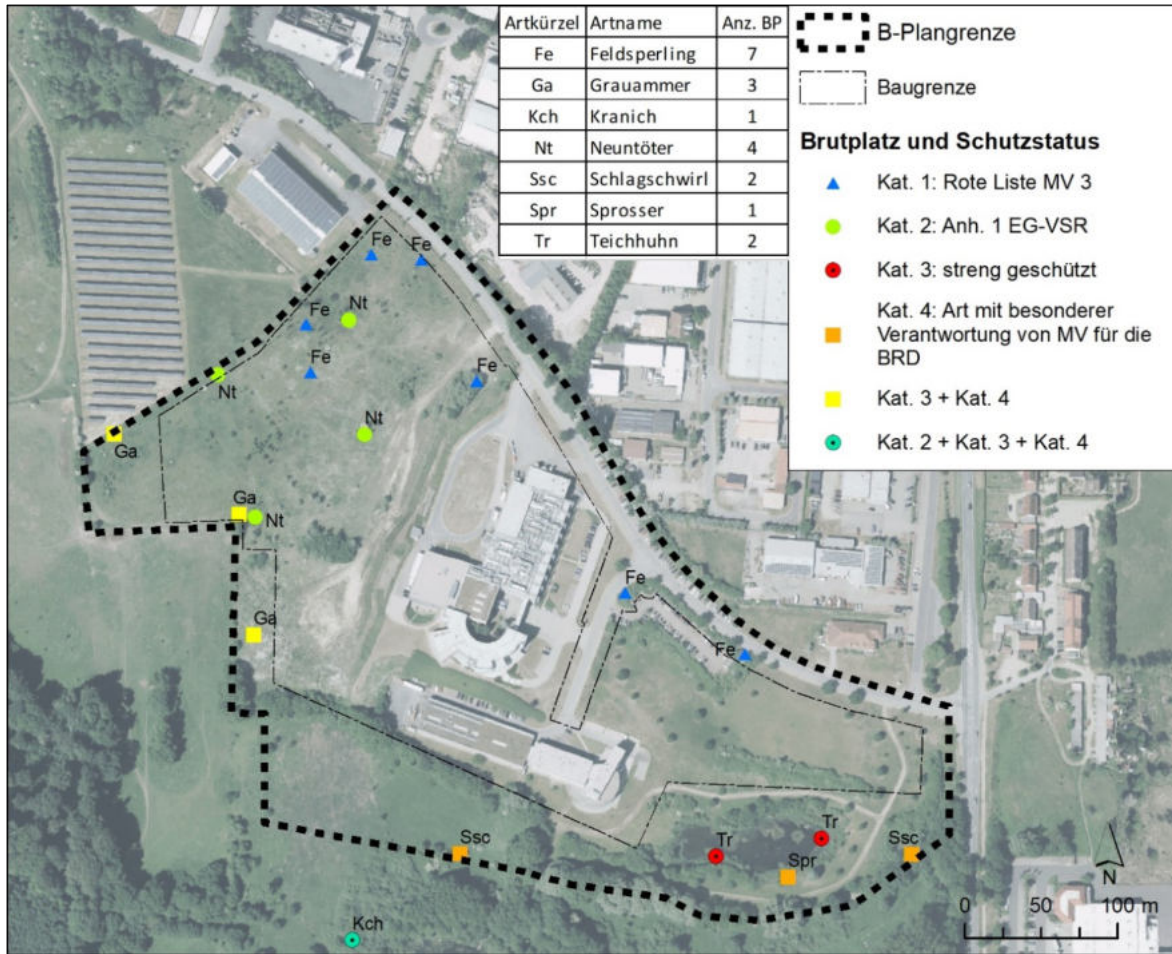 Artkürzel Artname Anz. BP
Fe Feldsperling 7
Ga Grauammer 3
Kch Kranich 1
Nt Neuntöter 4
Ssc Schlagschwirl 2
Spr Sprosser 1
Tr Teichhuhn 2
B-Plangrenze
Baugrenze
Brutplatz und Schutzstatus
Kat. 1: Rote Liste MV 3
Kat. 2: Anh. 1 EG-VSR
Kat. 3: streng geschützt
Kat. 4: Art mit besonderer
Verantwortung von MV für die
BRD
Kat. 3 + Kat. 4
Kat. 2 + Kat. 3 + Kat. 4
Fe
Fe
Nt
Fe
Fe
Fe
Nt
Nt
Ga
Ga
Nt
Fe
Ga
Fe
Tr
Ssc
Tr
Ssc
Spr
Kch
N
0 50 100 m